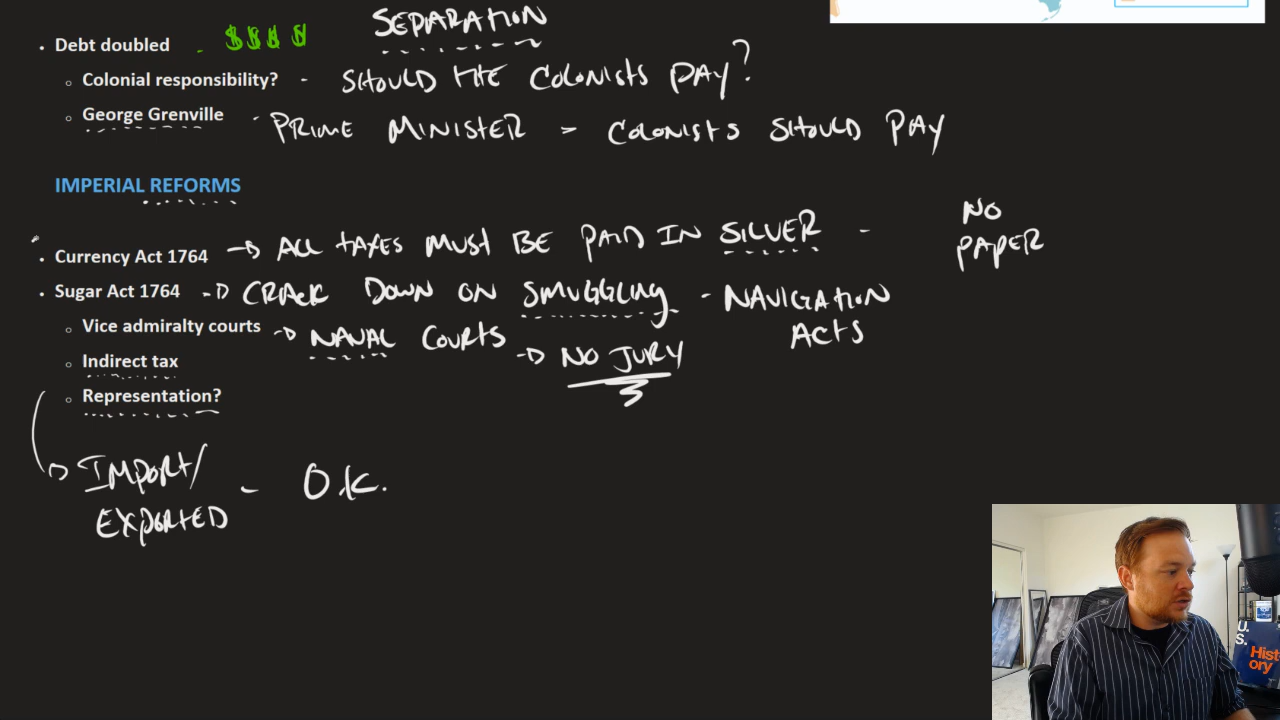 SEPARATION
• Debt doubled - $$$$
◦ Colonial responsibility? - SHOULD THE COLONISTS PAY?
◦ George Grenville - PRIME MINISTER - COLONISTS SHOULD PAY
IMPERIAL REFORMS
• Currency Act 1764 → ALL TAXES MUST BE PAID IN SILVER - NO PAPER
• Sugar Act 1764 → CRACK DOWN ON SMUGGLING - NAVIGATION ACTS
◦ Vice admiralty courts → NAVAL COURTS → NO JURY
◦ Indirect tax
◦ Representation?
→ IMPORT/
EXPORTED - O.K.
U.
S.
Hist
ory